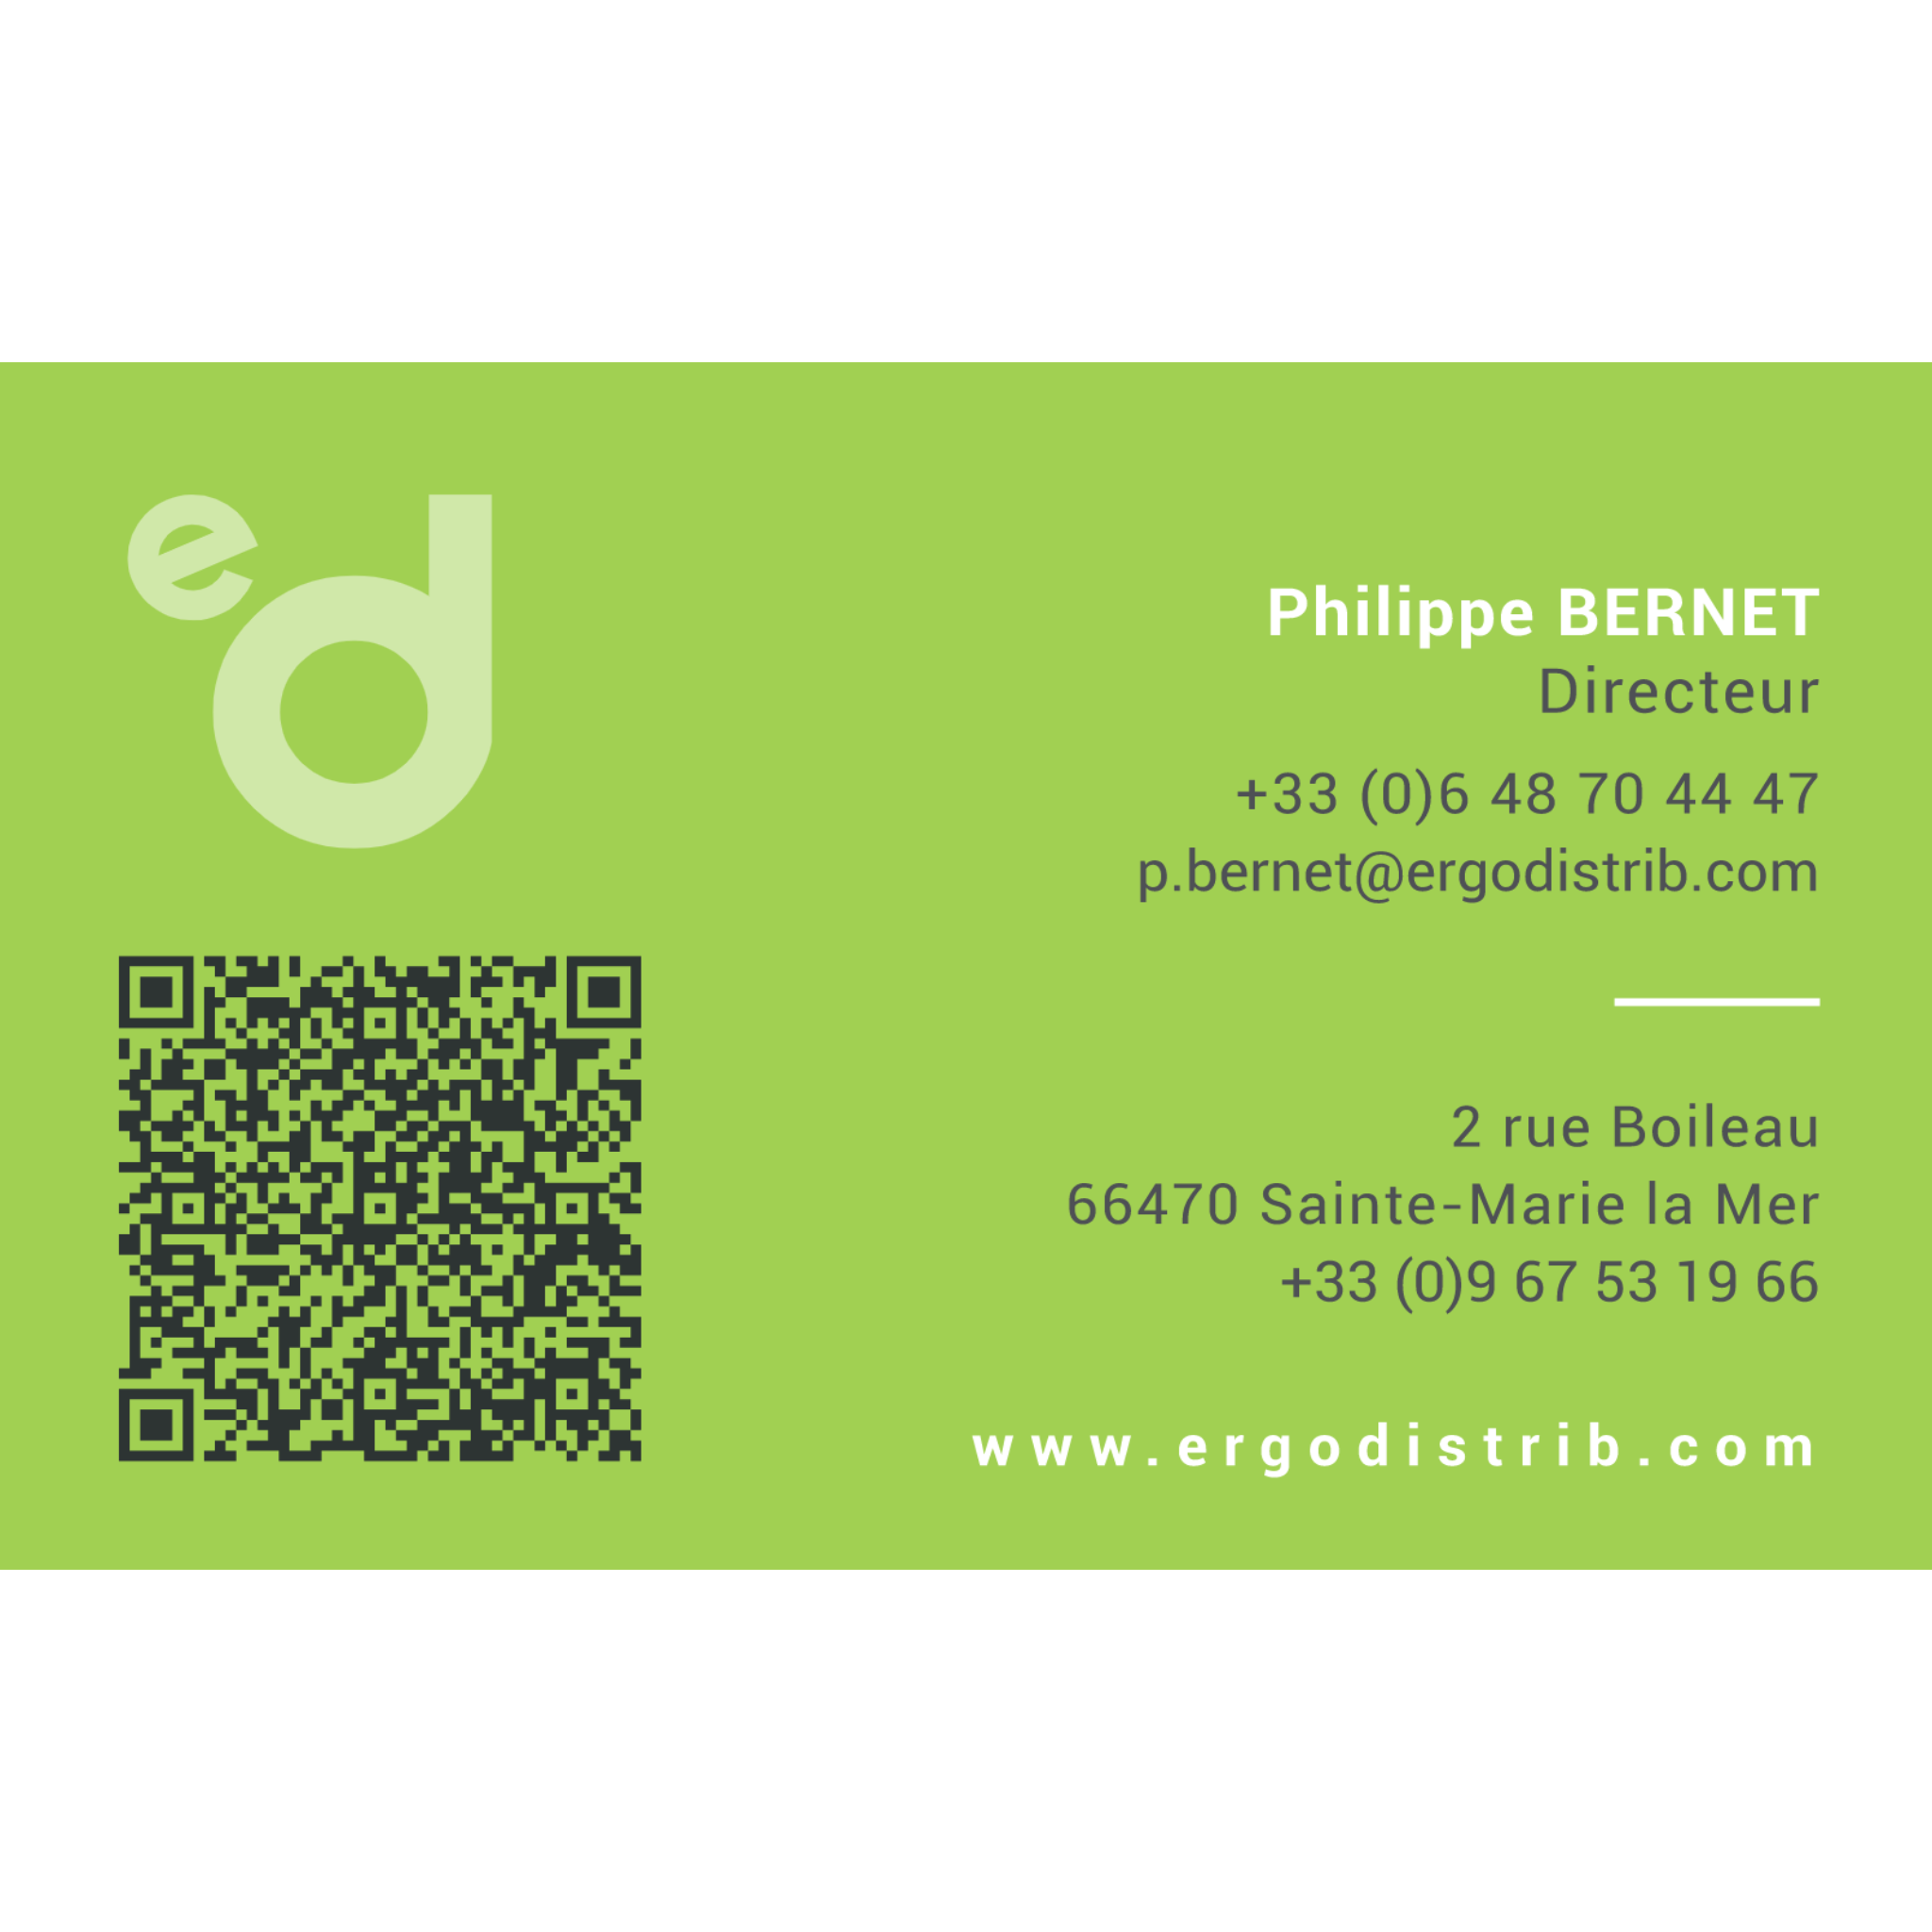 ed
Philippe BERNET
Directeur
+33 (0)6 48 70 44 47
p.bernet@ergodistrib.com
2 rue Boileau
66470 Sainte-Marie la Mer
+33 (0)9 67 53 19 66
www.ergodistrib.com